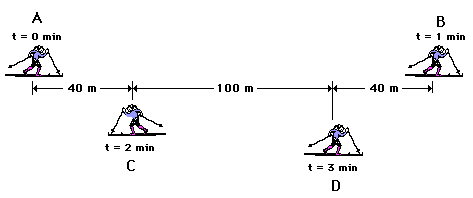 A
t = 0 min
B
t = 1 min
40 m
100 m
40 m
t = 2 min
C
t = 3 min
D